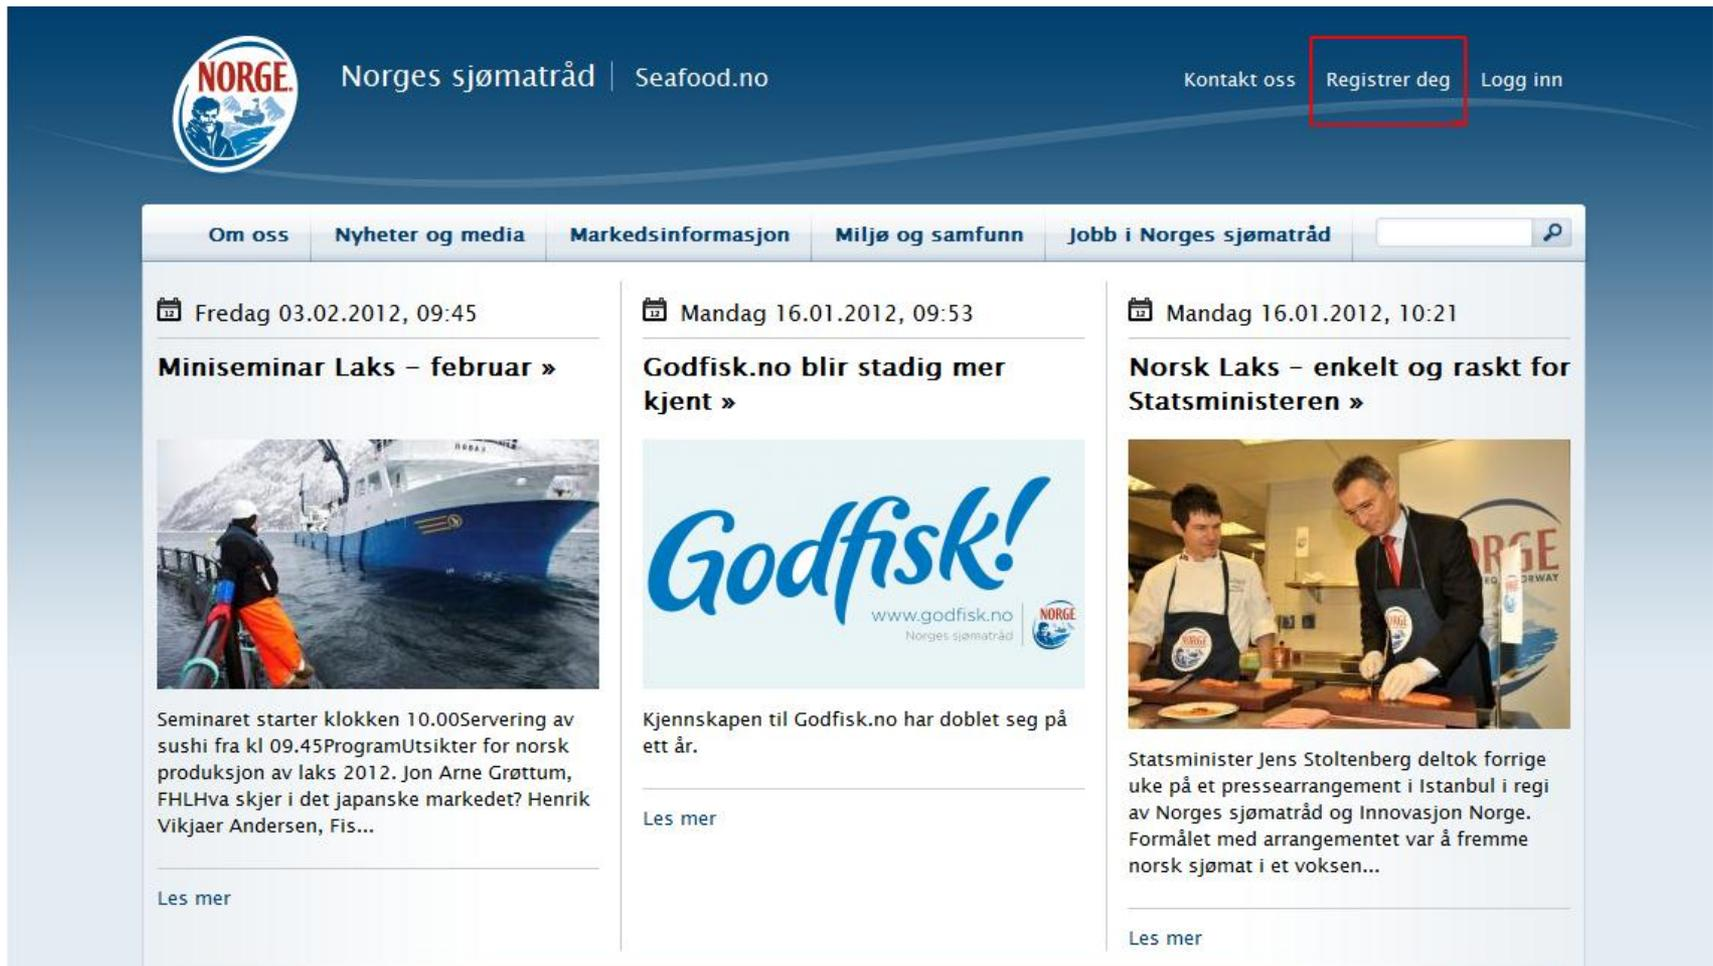 NORGE.
Norges sjømatråd | Seafood.no
Kontakt oss
Registrer deg
Logg inn
Om oss
Nyheter og media
Markedsinformasjon
Miljø og samfunn
Jobb i Norges sjømatråd
Fredag 03.02.2012, 09:45
Miniseminar Laks – februar »
Seminaret starter klokken 10.00Servering av
sushi fra kl 09.45ProgramUtsikter for norsk
produksjon av laks 2012. Jon Arne Grøttum,
FHLHva skjer i det japanske markedet? Henrik
Vikjaer Andersen, Fis...
Les mer
Mandag 16.01.2012, 09:53
Godfisk.no blir stadig mer
kjent »
Godfisk!
www.godfisk.no
Norges sjømatråd
NORGE
Kjennskapen til Godfisk.no har doblet seg på
ett år.
Les mer
Mandag 16.01.2012, 10:21
Norsk Laks – enkelt og raskt for
Statsministeren »
NORGE
NORGE
RGE
Statsminister Jens Stoltenberg deltok forrige
uke på et pressearrangement i Istanbul i regi
av Norges sjømatråd og Innovasjon Norge.
Formålet med arrangementet var å fremme
norsk sjømat i et voksen...
Les mer